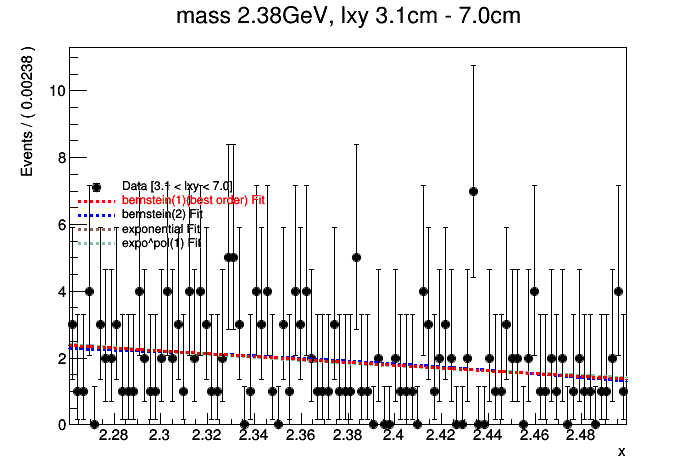 mass 2.38GeV, lxy 3.1cm - 7.0cm
Events / ( 0.00238 )
10
8
6
4
2
0
Data [3.1 < lxy < 7.0]
bernstein(1)(best order) Fit
bernstein(2) Fit
exponential Fit
expo^pol(1) Fit
2.28 2.3 2.32 2.34 2.36 2.38 2.4 2.42 2.44 2.46 2.48
x